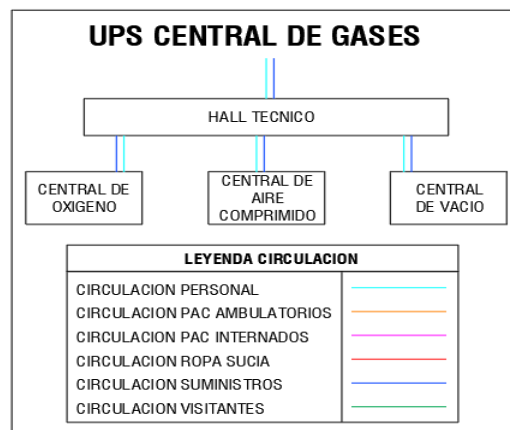 UPS CENTRAL DE GASES
HALL TECNICO
CENTRAL DE
OXIGENO
CENTRAL DE
AIRE
COMPRIMIDO
CENTRAL
DE VACIO
LEYENDA CIRCULACION
CIRCULACION PERSONAL
CIRCULACION PAC AMBULATORIOS
CIRCULACION PAC INTERNADOS
CIRCULACION ROPA SUCIA
CIRCULACION SUMINISTROS
CIRCULACION VISITANTES